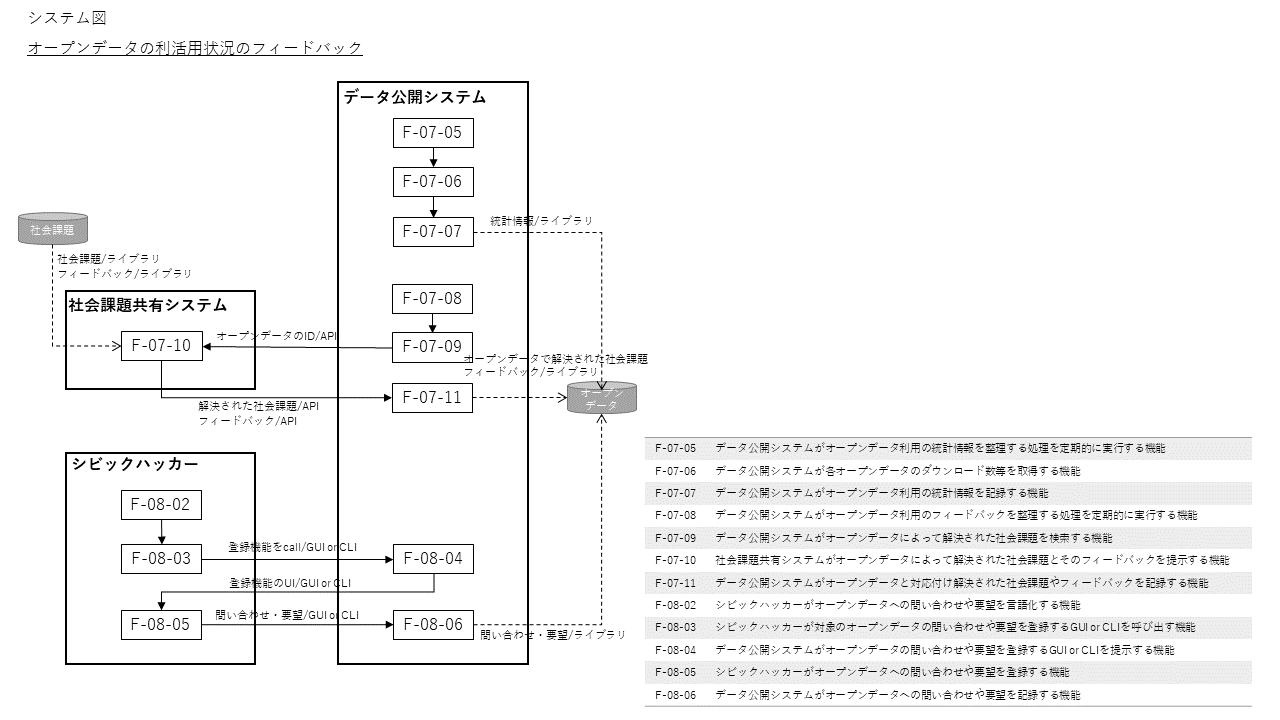 システム図
オープンデータの利活用状況のフィードバック
データ公開システム
F-07-05
F-07-06
F-07-07
統計情報/ライブラリ
社会課題
社会課題/ライブラリ
フィードバック/ライブラリ
社会課題共有システム
F-07-08
F-07-10
オープンデータのID/API
F-07-09
オープンデータで解決された社会課題
フィードバック/ライブラリ
F-07-11
オープン
データ
解決された社会課題/API
フィードバック/API
シビックハッカー
F-08-02
F-08-03
登録機能をcall/GUI or CLI
F-08-04
登録機能のUI/GUI or CLI
F-08-05
問い合わせ・要望/GUI or CLI
F-08-06
問い合わせ・要望/ライブラリ
F-07-05 データ公開システムがオープンデータ利用の統計情報を整理する処理を定期的に実行する機能
F-07-06 データ公開システムが各オープンデータのダウンロード数等を取得する機能
F-07-07 データ公開システムがオープンデータ利用の統計情報を記録する機能
F-07-08 データ公開システムがオープンデータ利用のフィードバックを整理する処理を定期的に実行する機能
F-07-09 データ公開システムがオープンデータによって解決された社会課題を検索する機能
F-07-10 社会課題共有システムがオープンデータによって解決された社会課題とそのフィードバックを提示する機能
F-07-11 データ公開システムがオープンデータと対応付け解決された社会課題やフィードバックを記録する機能
F-08-02 シビックハッカーがオープンデータへの問い合わせや要望を言語化する機能
F-08-03 シビックハッカーが対象のオープンデータの問い合わせや要望を登録するGUI or CLIを呼び出す機能
F-08-04 データ公開システムがオープンデータの問い合わせや要望を登録するGUI or CLIを提示する機能
F-08-05 シビックハッカーがオープンデータへの問い合わせや要望を登録する機能
F-08-06 データ公開システムがオープンデータへの問い合わせや要望を記録する機能